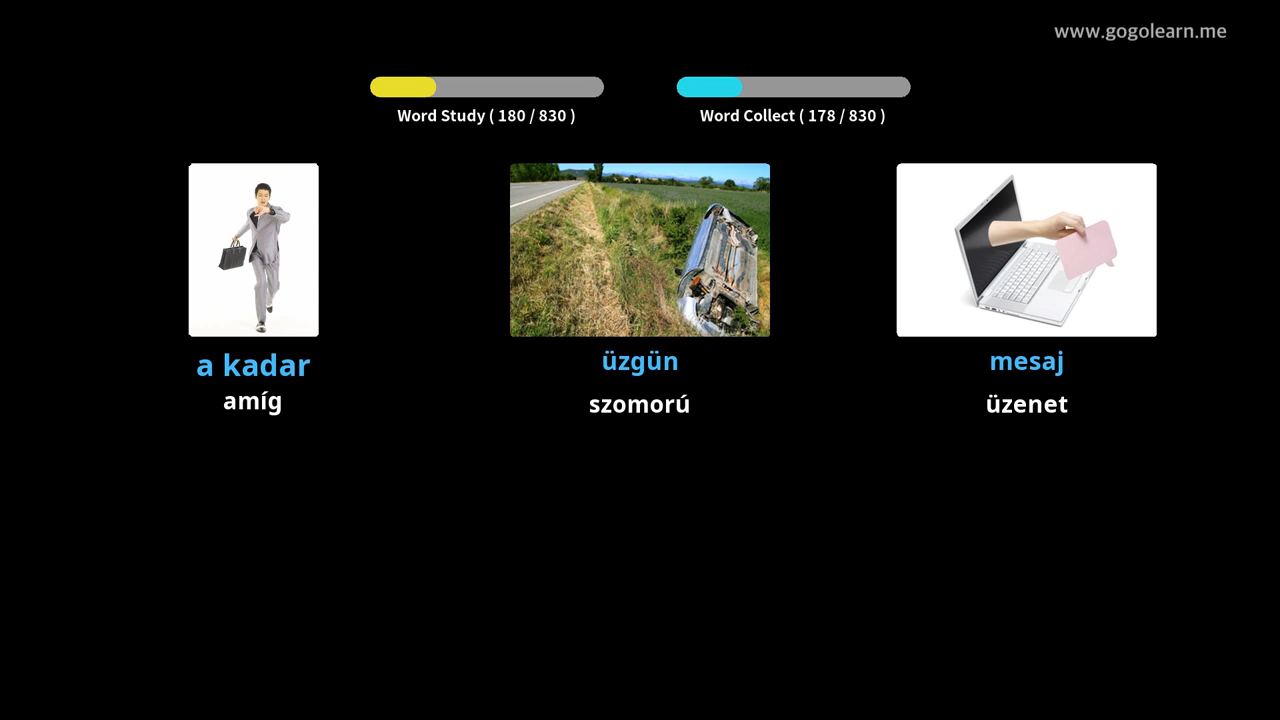 www.gogolearn.me
Word Study ( 180 / 830 )
Word Collect ( 178 / 830 )
a kadar
amíg
üzgün
szomorú
mesaj
üzenet